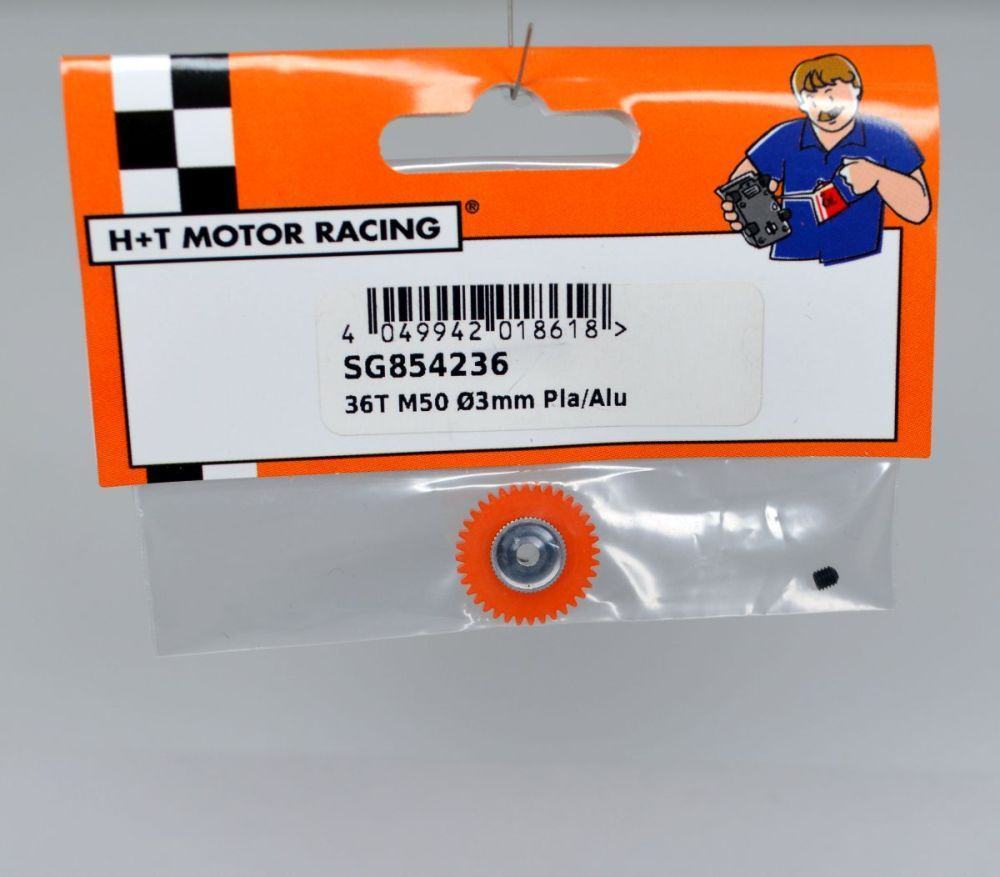 H+T MOTOR RACING ®
4 049942 018618 >
SG854236
36T M50 Ø3mm Pla/Alu